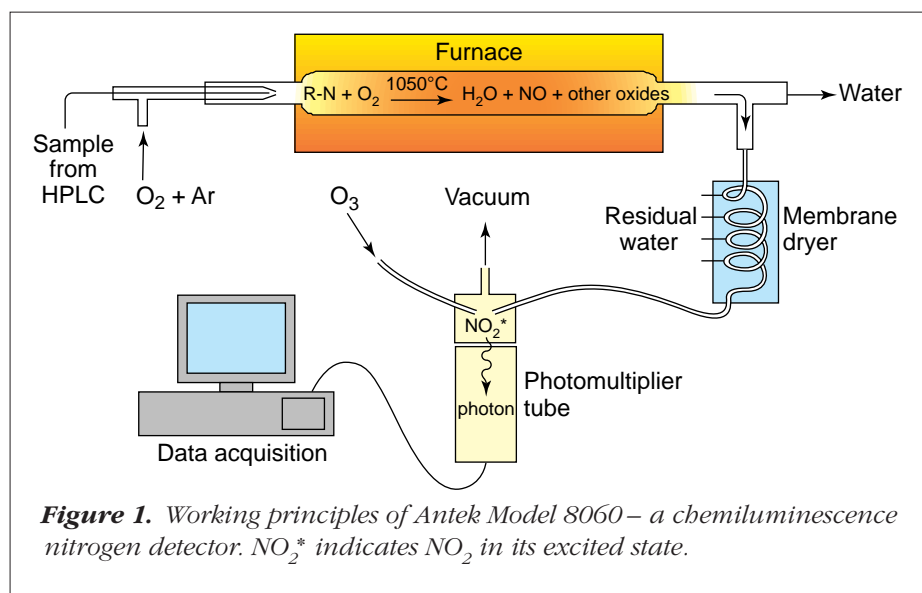 Furnace
R-N + O₂ 1050°C H₂O + NO + other oxides
Water
Sample
from
HPLC
O₂ + Ar
O₃
Vacuum
Residual
water
Membrane
dryer
NO₂*
photon
Photomultiplier
tube
Data acquisition
Figure 1. Working principles of Antek Model 8060 – a chemiluminescence
nitrogen detector. NO₂* indicates NO₂ in its excited state.